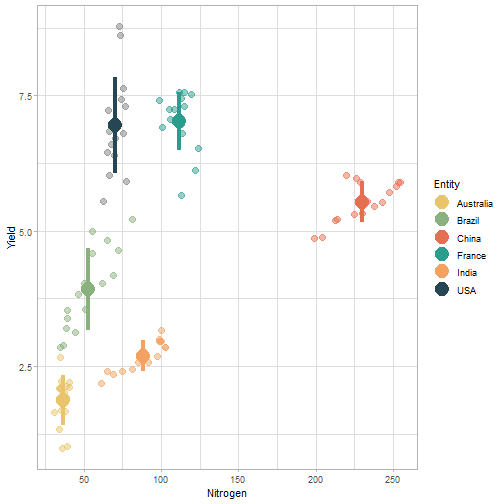 Yield
7.5
5.0
2.5
50
100
150
200
250
Nitrogen
Entity
Australia
Brazil
China
France
India
USA